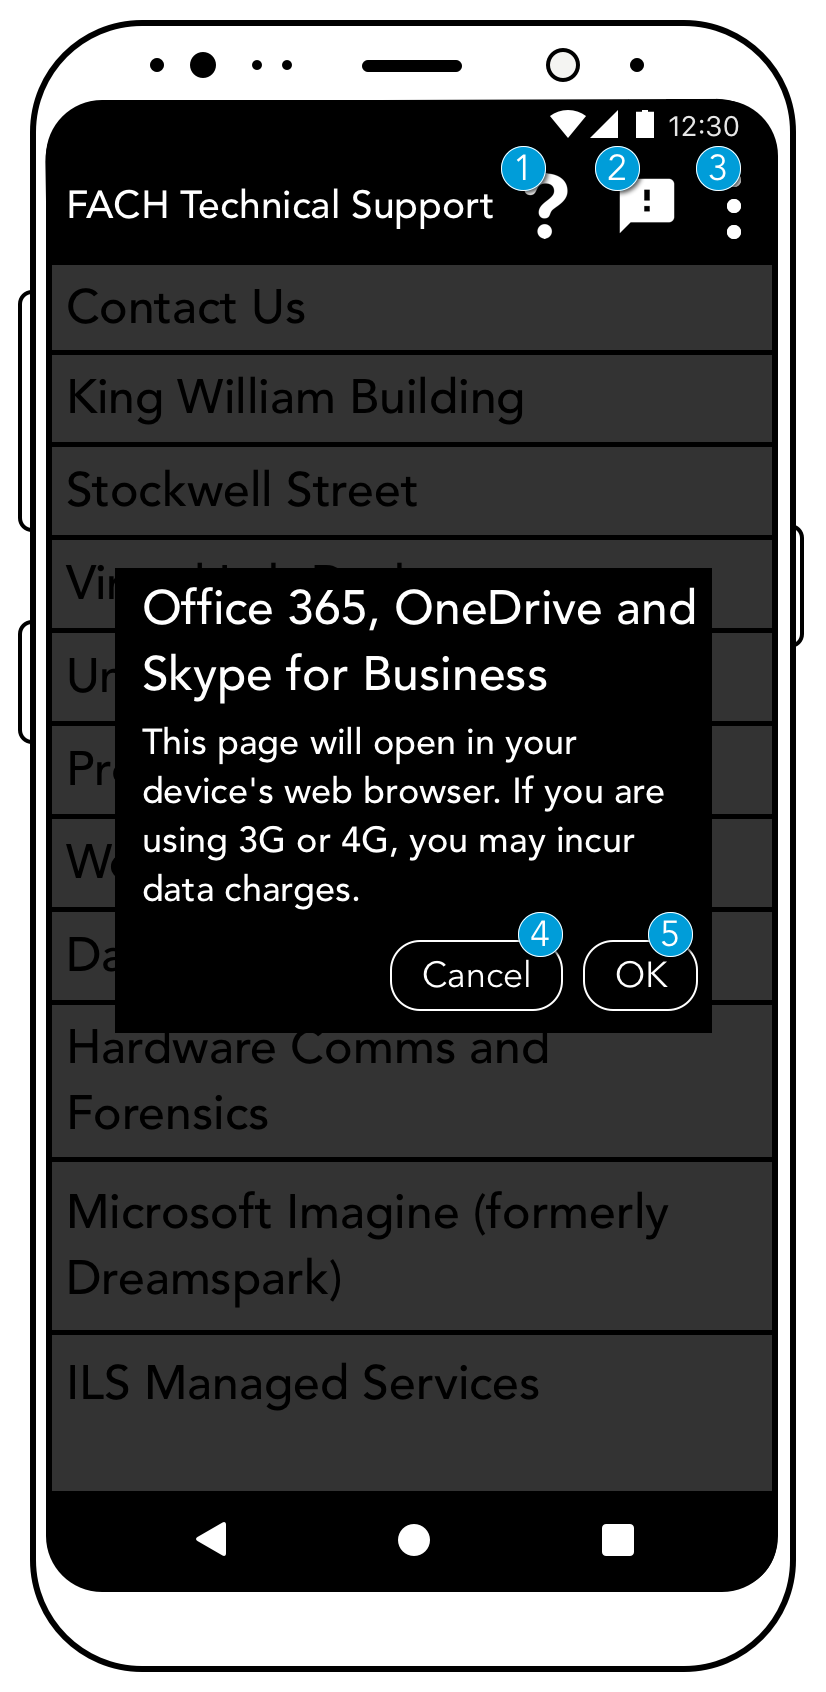 12:30
1 2 3
FACH Technical Support ?
Contact Us
King William Building
Stockwell Street
Office 365, OneDrive and
Skype for Business
This page will open in your
device's web browser. If you are
using 3G or 4G, you may incur
data charges.
4 5
Cancel OK
Hardware Comms and
Forensics
Microsoft Imagine (formerly
Dreamspark)
ILS Managed Services